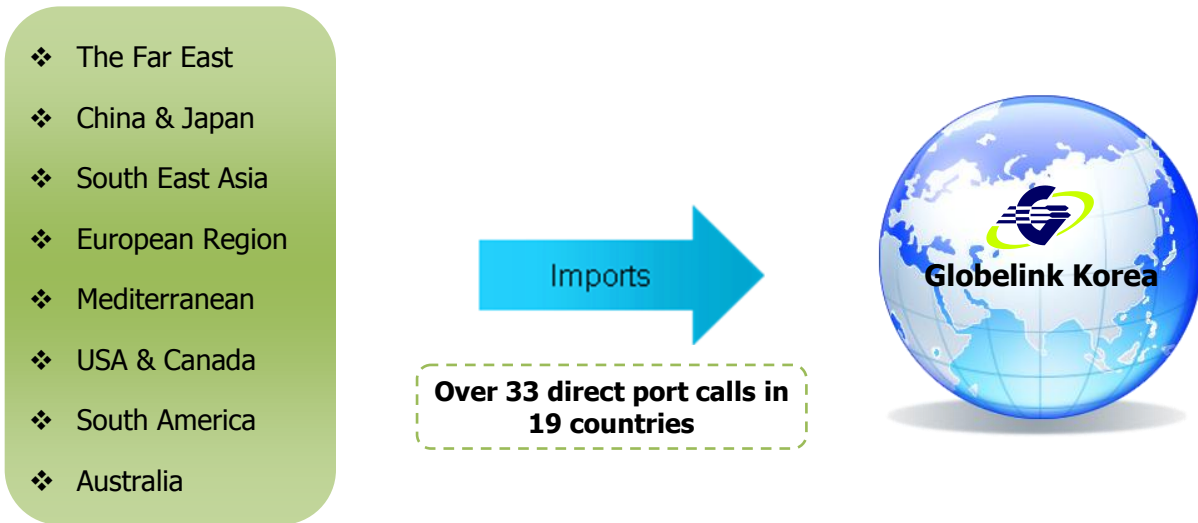 ❖ The Far East
❖ China & Japan
❖ South East Asia
❖ European Region
❖ Mediterranean
❖ USA & Canada
❖ South America
❖ Australia
Imports
Over 33 direct port calls in
19 countries
Globelink Korea